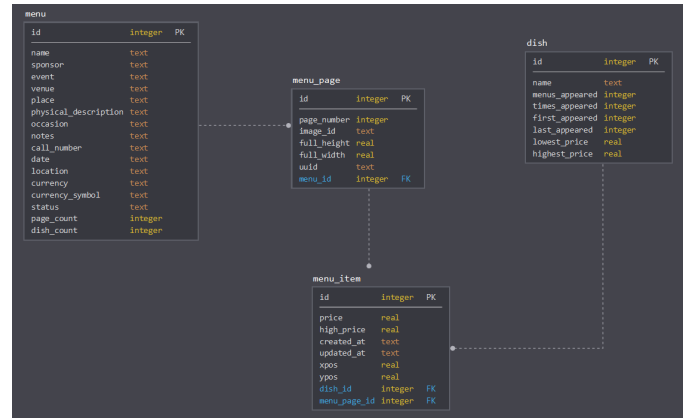 menu
id integer PK
name text
sponsor text
event text
venue text
place text
physical_description text
occasion text
notes text
call_number text
date text
location text
currency text
currency_symbol text
status text
page_count integer
dish_count integer
menu_page
id integer PK
page_number integer
image_id text
full_height real
full_width real
uuid text
menu_id integer FK
dish
id integer PK
name text
menus_appeared integer
times_appeared integer
first_appeared integer
last_appeared integer
lowest_price real
highest_price real
menu_item
id integer PK
price real
high_price real
created_at text
updated_at text
xpos real
ypos real
dish_id integer FK
menu_page_id integer FK